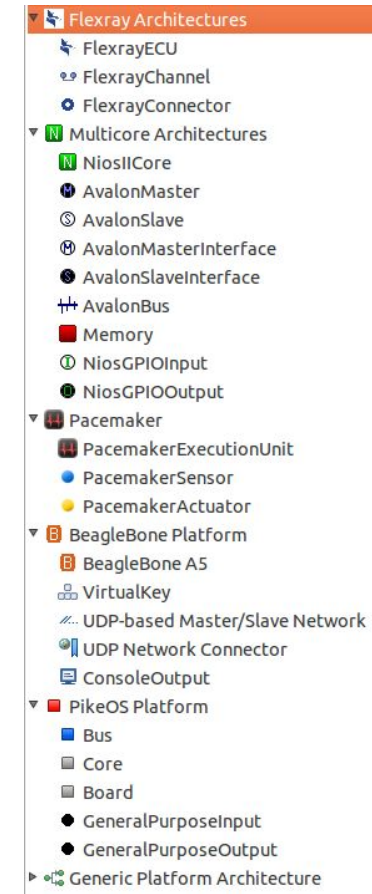 Flexray Architectures
FlexrayECU
FlexrayChannel
FlexrayConnector
Multicore Architectures
NiosIICore
AvalonMaster
AvalonSlave
AvalonMasterInterface
AvalonSlaveInterface
AvalonBus
Memory
NiosGPIOInput
NiosGPIOOutput
Pacemaker
PacemakerExecutionUnit
PacemakerSensor
PacemakerActuator
BeagleBone Platform
BeagleBone A5
VirtualKey
UDP-based Master/Slave Network
UDP Network Connector
ConsoleOutput
PikeOS Platform
Bus
Core
Board
GeneralPurposeInput
GeneralPurposeOutput
Generic Platform Architecture